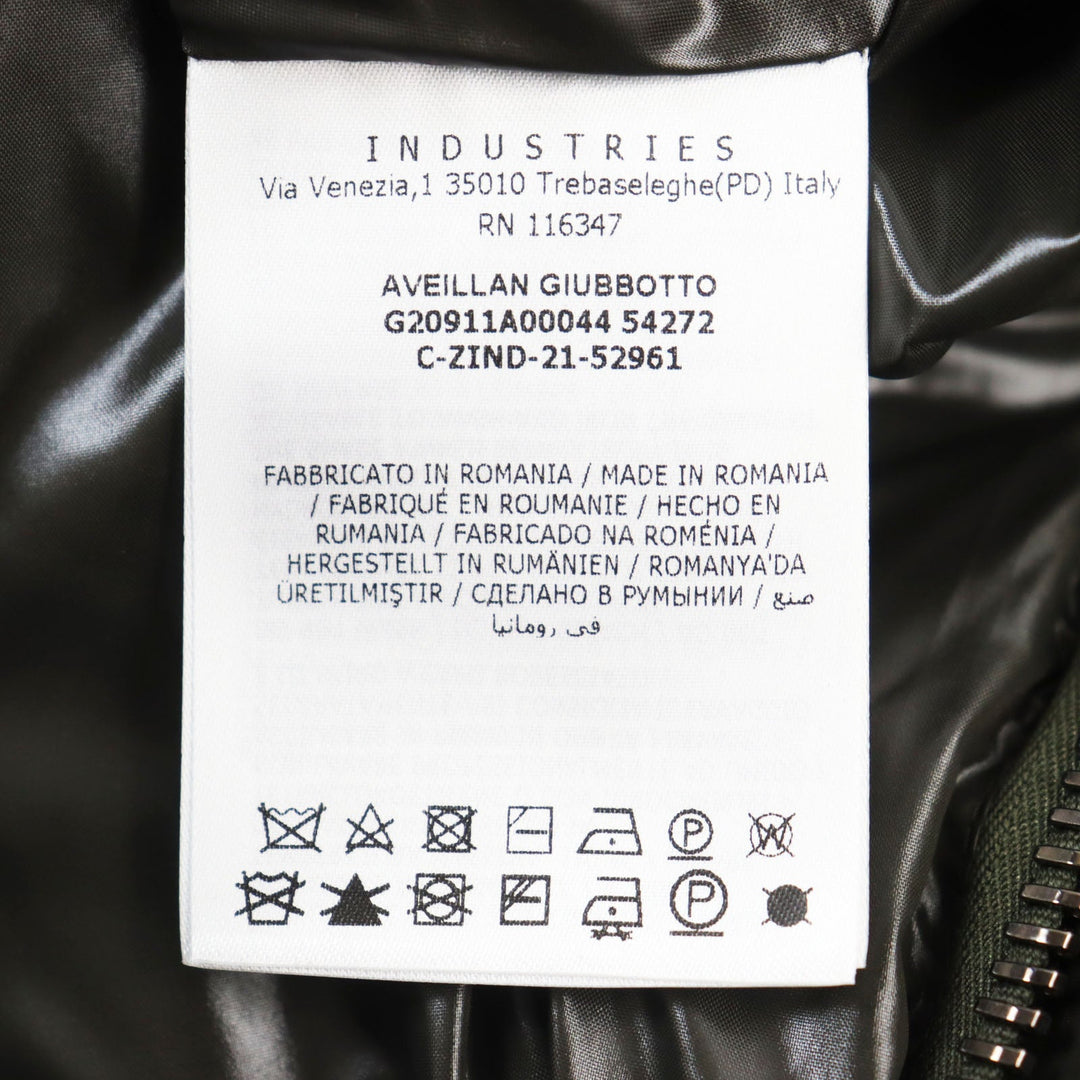 INDUSTRIES
Via Venezia,1 35010 Trebaseleghe(PD) Italy
RN 116347
AVEILLAN GIUBBOTTO
G20911A00044 54272
C-ZIND-21-52961
FABBRICATO IN ROMANIA / MADE IN ROMANIA
/ FABRIQUÉ EN ROUMANIE / HECHO EN
RUMANIA / FABRICADO NA ROMÉNIA /
HERGESTELLT IN RUMÄNIEN / ROMANYA'DA
ÜRETILMIŞTIR / СДЕЛАНО В РУМЫНИИ / صنع
في رومانيا
P W
P